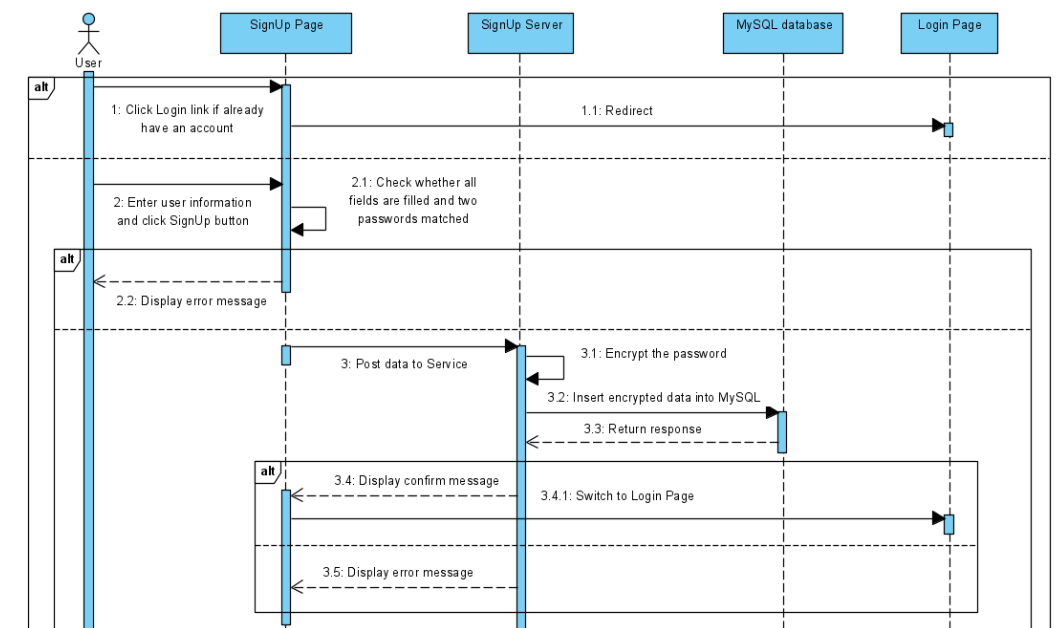 SignUp Page
SignUp Server
MySQL database
Login Page
User
alt
1: Click Login link if already
have an account
1.1: Redirect
2: Enter user information
and click SignUp button
2.1: Check whether all
fields are filled and two
passwords matched
alt
2.2: Display error message
3: Post data to Service
3.1: Encrypt the password
3.2: Insert encrypted data into MySQL
3.3: Return response
alt
3.4: Display confirm message
3.4.1: Switch to Login Page
3.5: Display error message